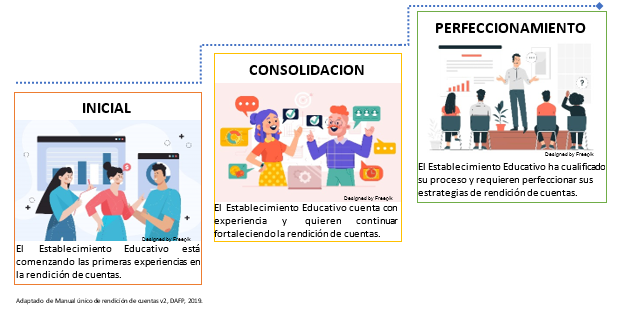 INICIAL
Designed by Freepik
El Establecimiento Educativo está
comenzando las primeras experiencias en
la rendición de cuentas.
CONSOLIDACION
Designed by Freepik
El Establecimiento Educativo cuenta con
experiencia y quieren continuar
fortaleciendo la rendición de cuentas.
PERFECCIONAMIENTO
Designed by Freepik
El Establecimiento Educativo ha cualificado
su proceso y requieren perfeccionar sus
estrategias de rendición de cuentas.
Adaptado de Manual único de rendición de cuentas v2, DAFP, 2019.